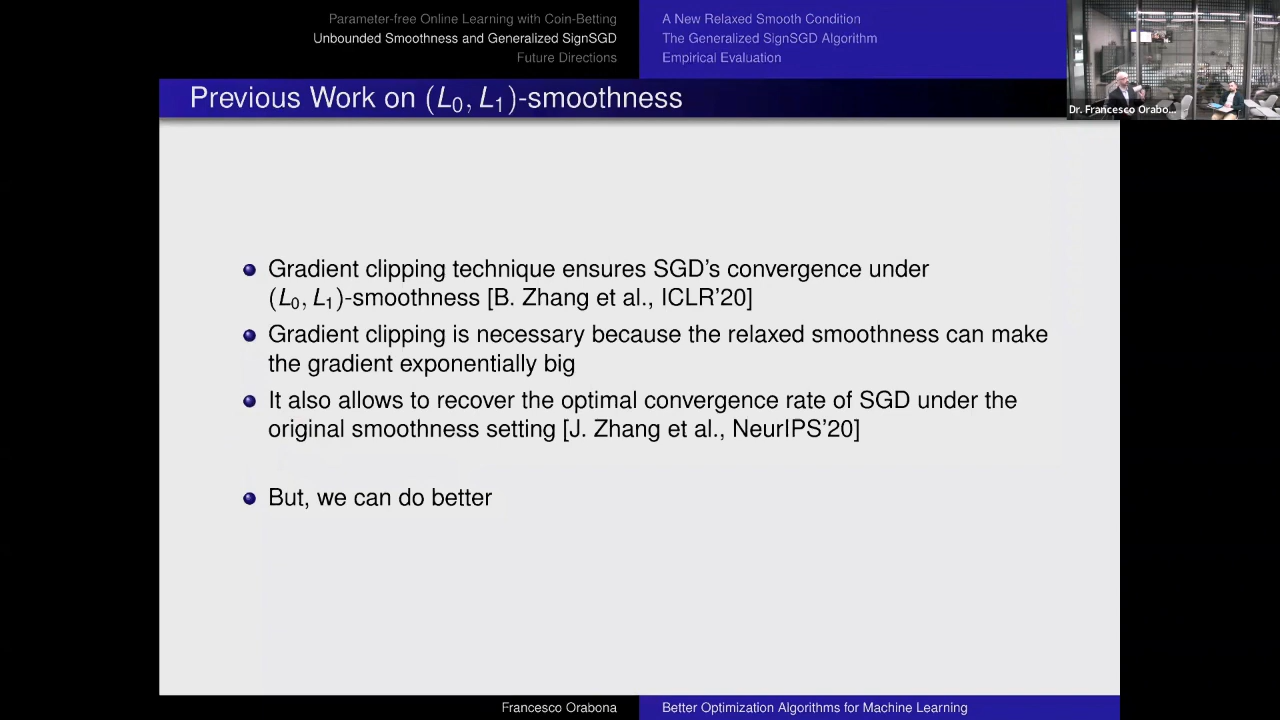 Parameter-free Online Learning with Coin-Betting
Unbounded Smoothness and Generalized SignSGD
Future Directions
A New Relaxed Smooth Condition
The Generalized SignSGD Algorithm
Empirical Evaluation
Dr. Francesco Orabo...
Previous Work on (L₀, L₁)-smoothness
Gradient clipping technique ensures SGD's convergence under
(L₀, L₁)-smoothness [B. Zhang et al., ICLR'20]
Gradient clipping is necessary because the relaxed smoothness can make
the gradient exponentially big
It also allows to recover the optimal convergence rate of SGD under the
original smoothness setting [J. Zhang et al., NeurIPS'20]
But, we can do better
Francesco Orabona
Better Optimization Algorithms for Machine Learning